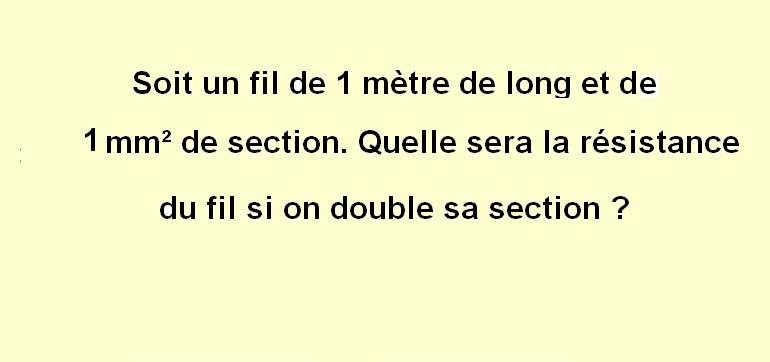 Soit un fil de 1 mètre de long et de
1 mm² de section. Quelle sera la résistance
du fil si on double sa section ?